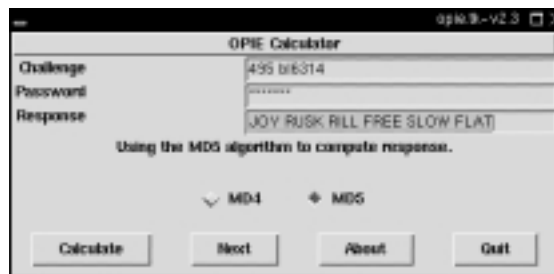 opie.tk-v2.3
OPIE Calculator
Challenge 495 bl6314
Password *******
Response JOY RUSK RILL FREE SLOW FLAT
Using the MD5 algorithm to compute response.
MD4 MD5
Calculate Next About Quit